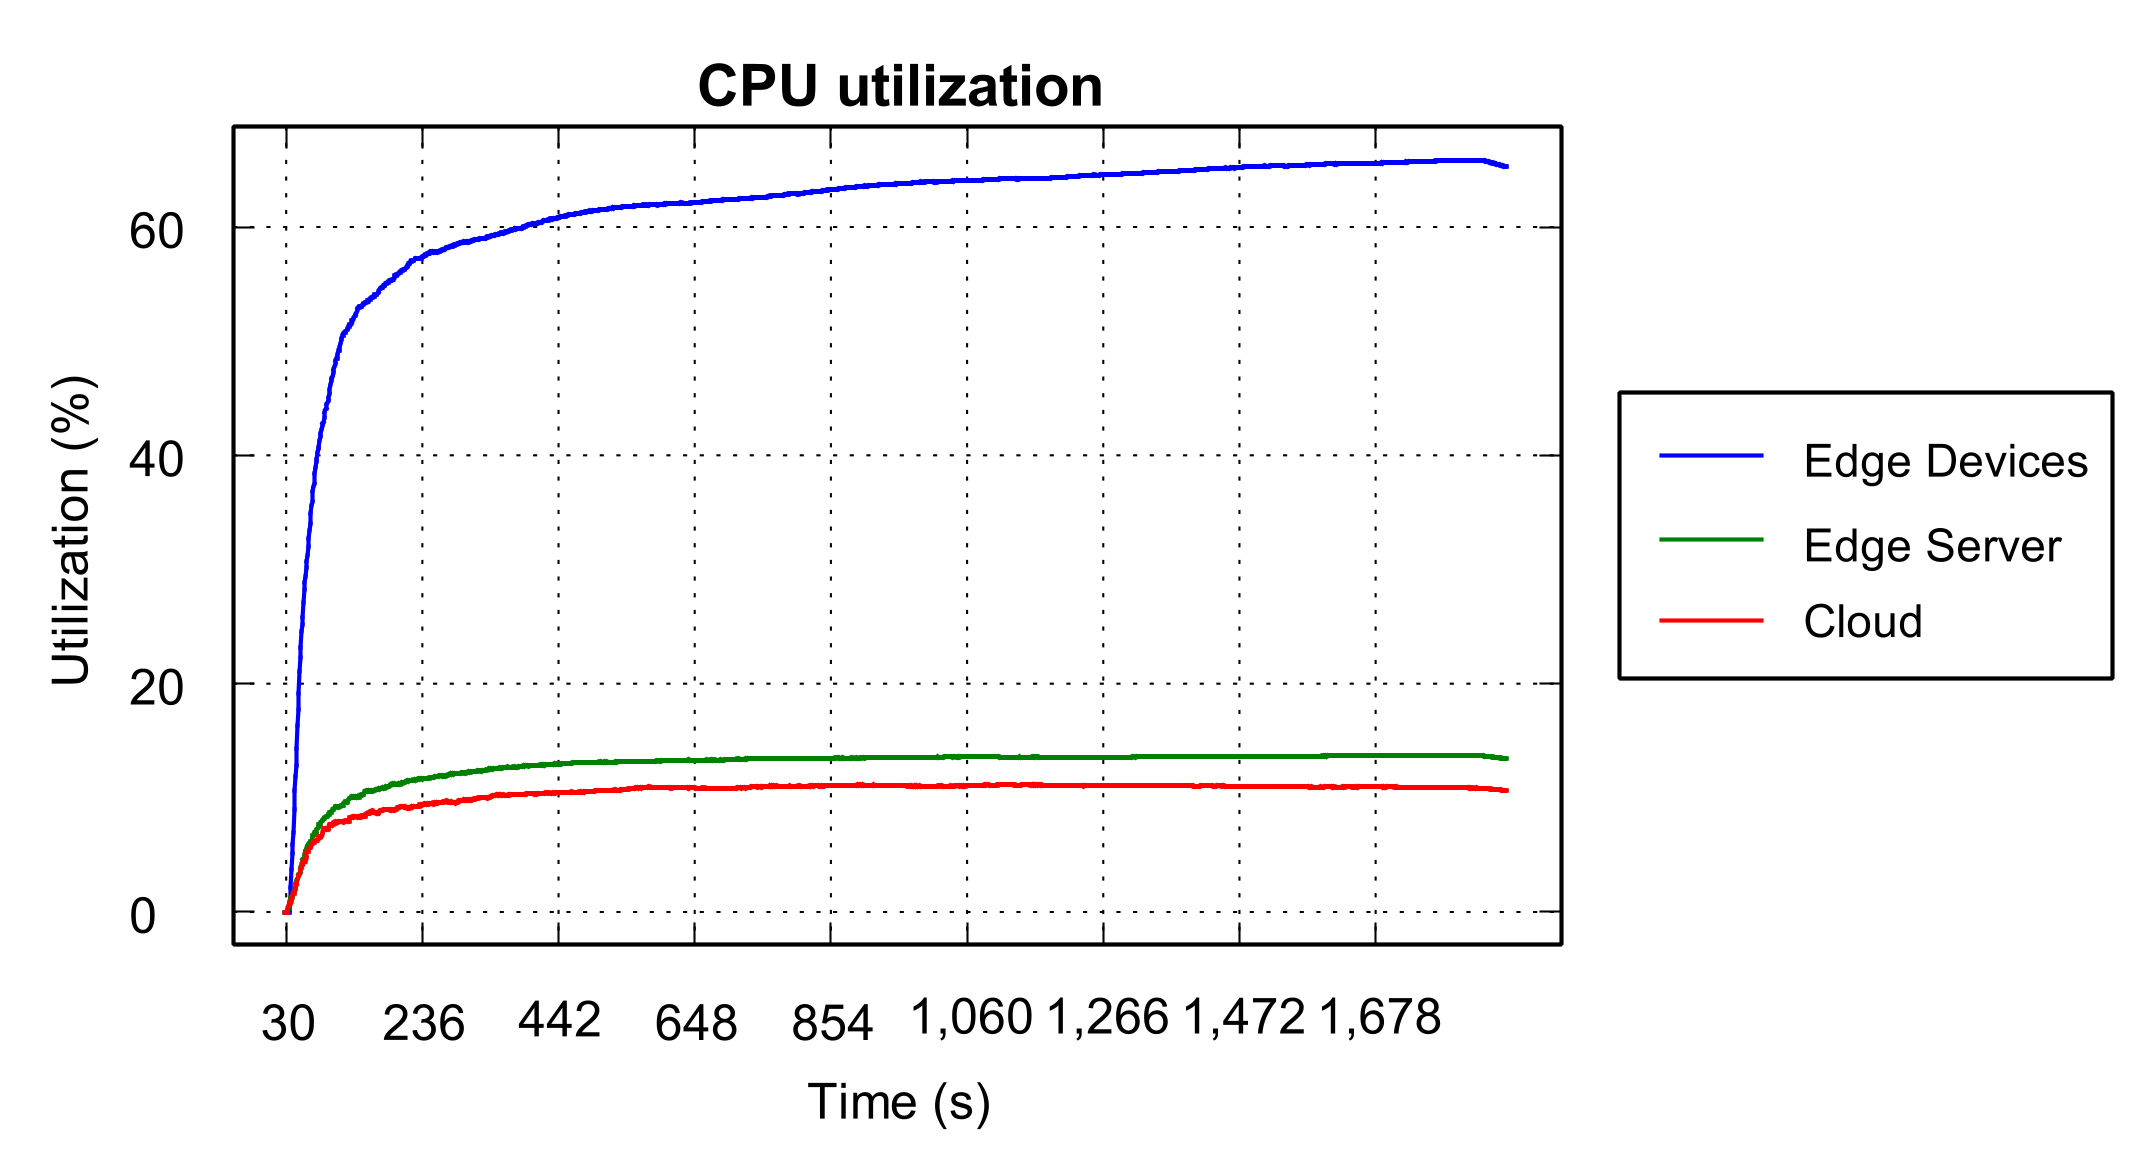 CPU utilization
Utilization (%)
60
40
20
0
30 236 442 648 854 1,060 1,266 1,472 1,678
Time (s)
Edge Devices
Edge Server
Cloud